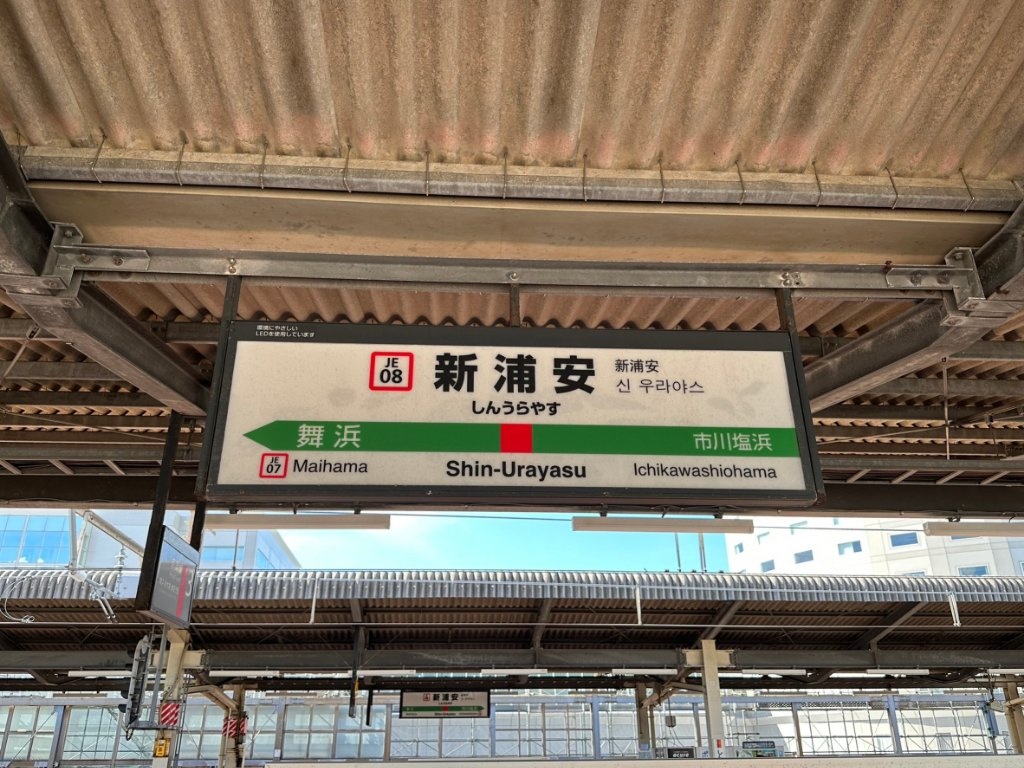 環境にやさしい
LEDを使用しています
JE
08
新浦安
新浦安
신 우라야스
しんうらやす
舞浜
市川塩浜
JE
07
Maihama
Shin-Urayasu
Ichikawashiohama
新浦安